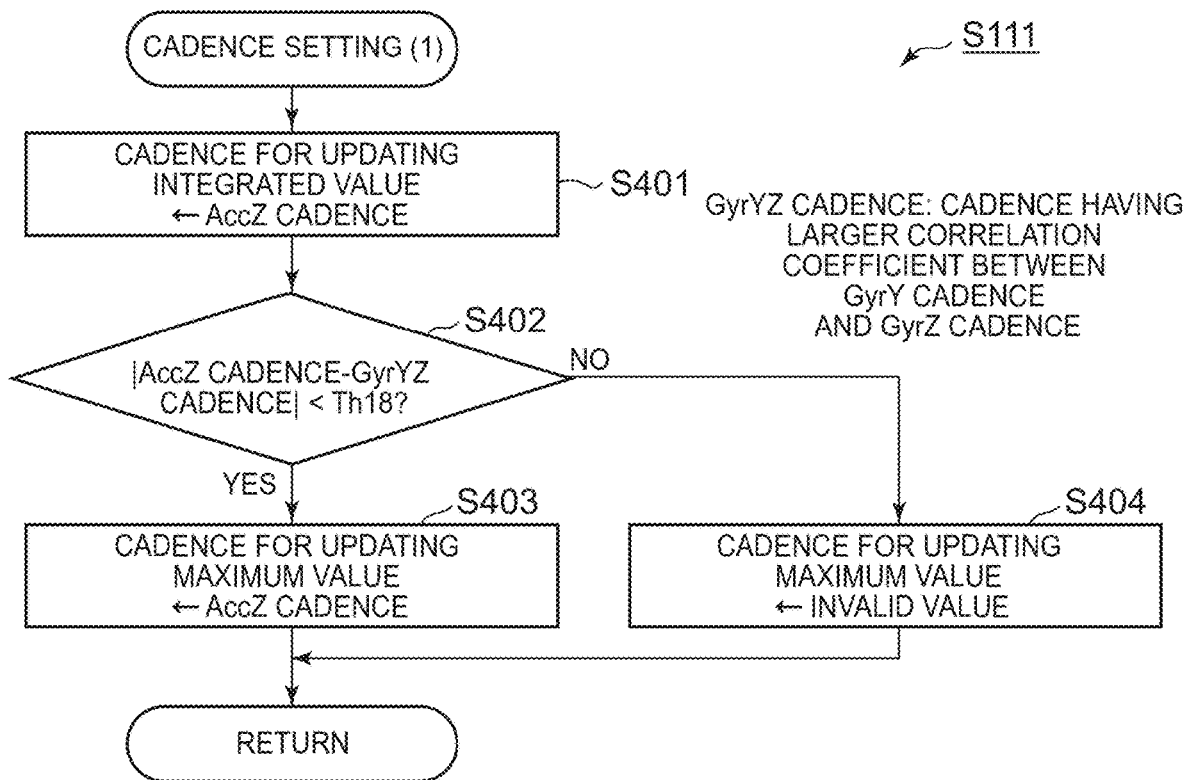 CADENCE SETTING (1)
S111
CADENCE FOR UPDATING
INTEGRATED VALUE
← AccZ CADENCE
S401
GyrYZ CADENCE: CADENCE HAVING
LARGER CORRELATION
COEFFICIENT BETWEEN
GyrY CADENCE
AND GyrZ CADENCE
S402
|AccZ CADENCE-GyrYZ
CADENCE| < Th18?
NO
YES
S403
CADENCE FOR UPDATING
MAXIMUM VALUE
← AccZ CADENCE
S404
CADENCE FOR UPDATING
MAXIMUM VALUE
← INVALID VALUE
RETURN